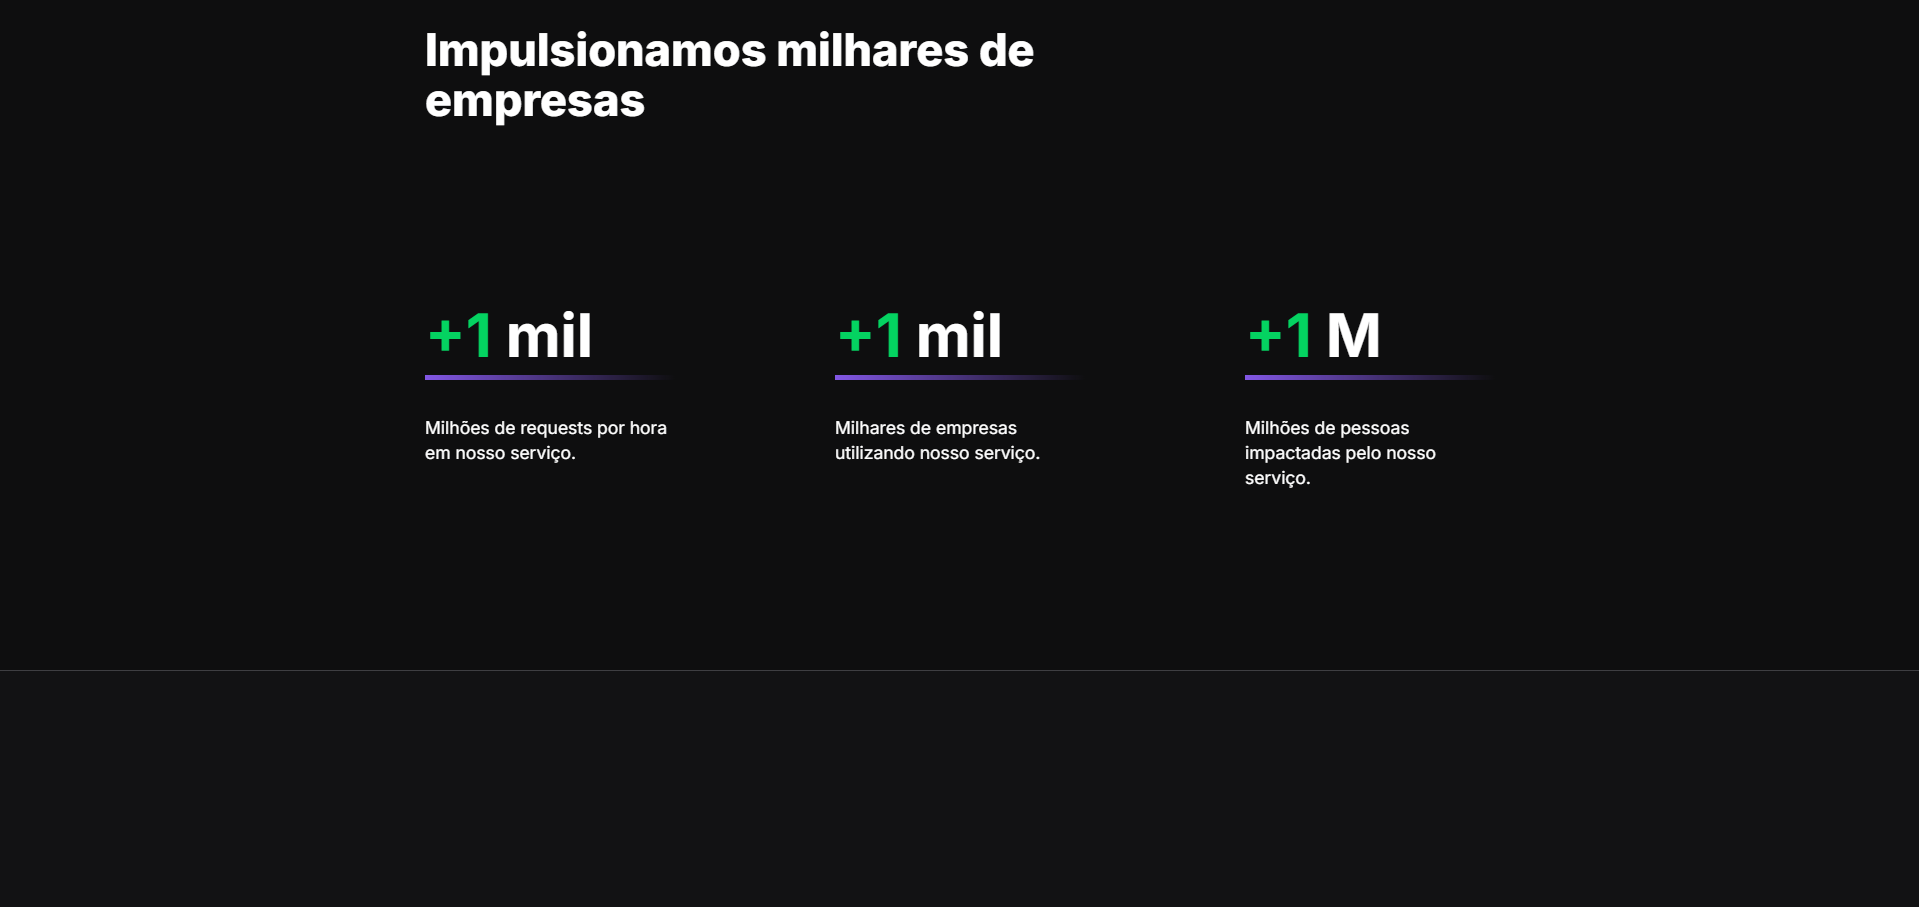 Impulsionamos milhares de
empresas
+1 mil
Milhões de requests por hora
em nosso serviço.
+1 mil
Milhares de empresas
utilizando nosso serviço.
+1 M
Milhões de pessoas
impactadas pelo nosso
serviço.